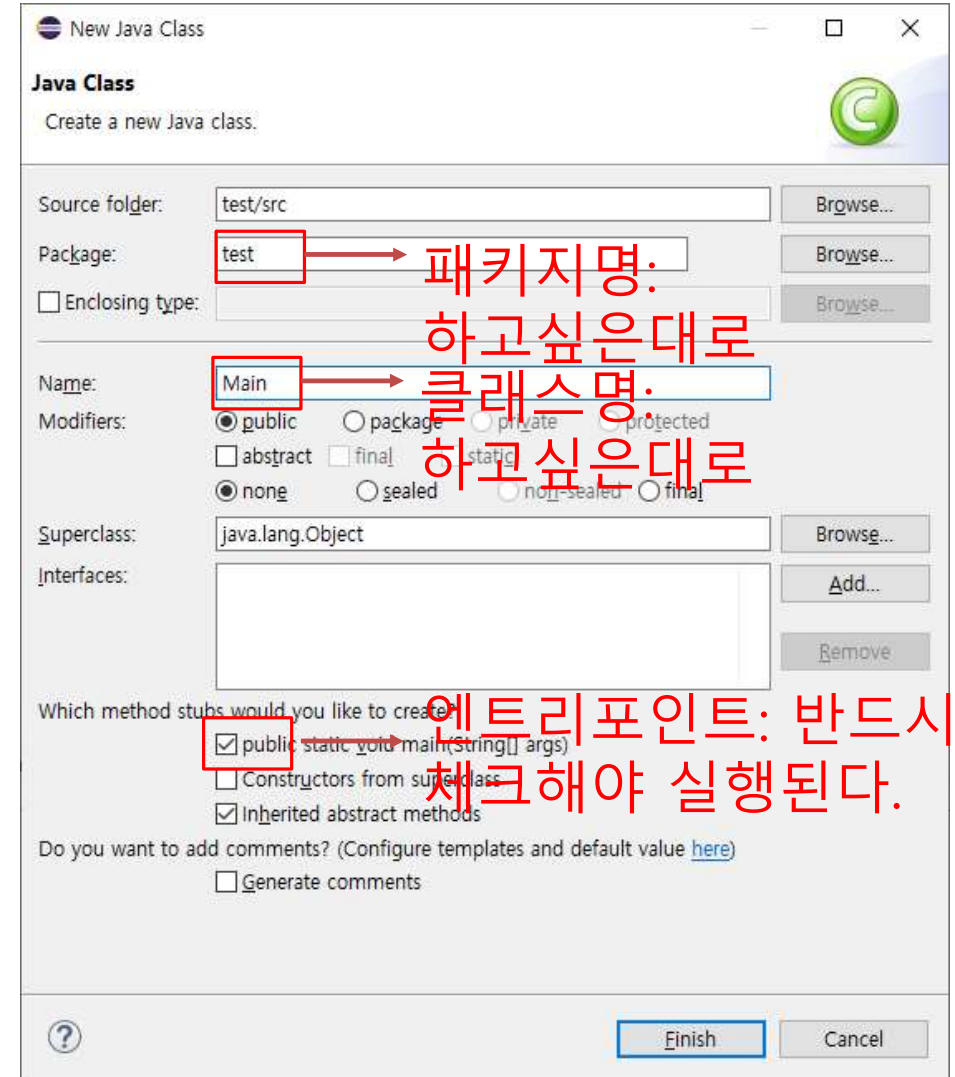 New Java Class
Java Class
Create a new Java class.
Source folder: test/src Browse...
Package: test Browse...
패키지명:
Enclosing type: Browse...
하고싶은대로
Name: Main
클래스명:
Modifiers: public package private protected
abstract final static
하고싶은대로
none sealed non-sealed final
Superclass: java.lang.Object Browse...
Interfaces: Add...
Remove
Which method stubs would you like to create?
엔트리포인트: 반드시
public static void main(String[] args)
Constructors from superclass
체크해야 실행된다.
Inherited abstract methods
Do you want to add comments? (Configure templates and default value here)
Generate comments
Finish Cancel